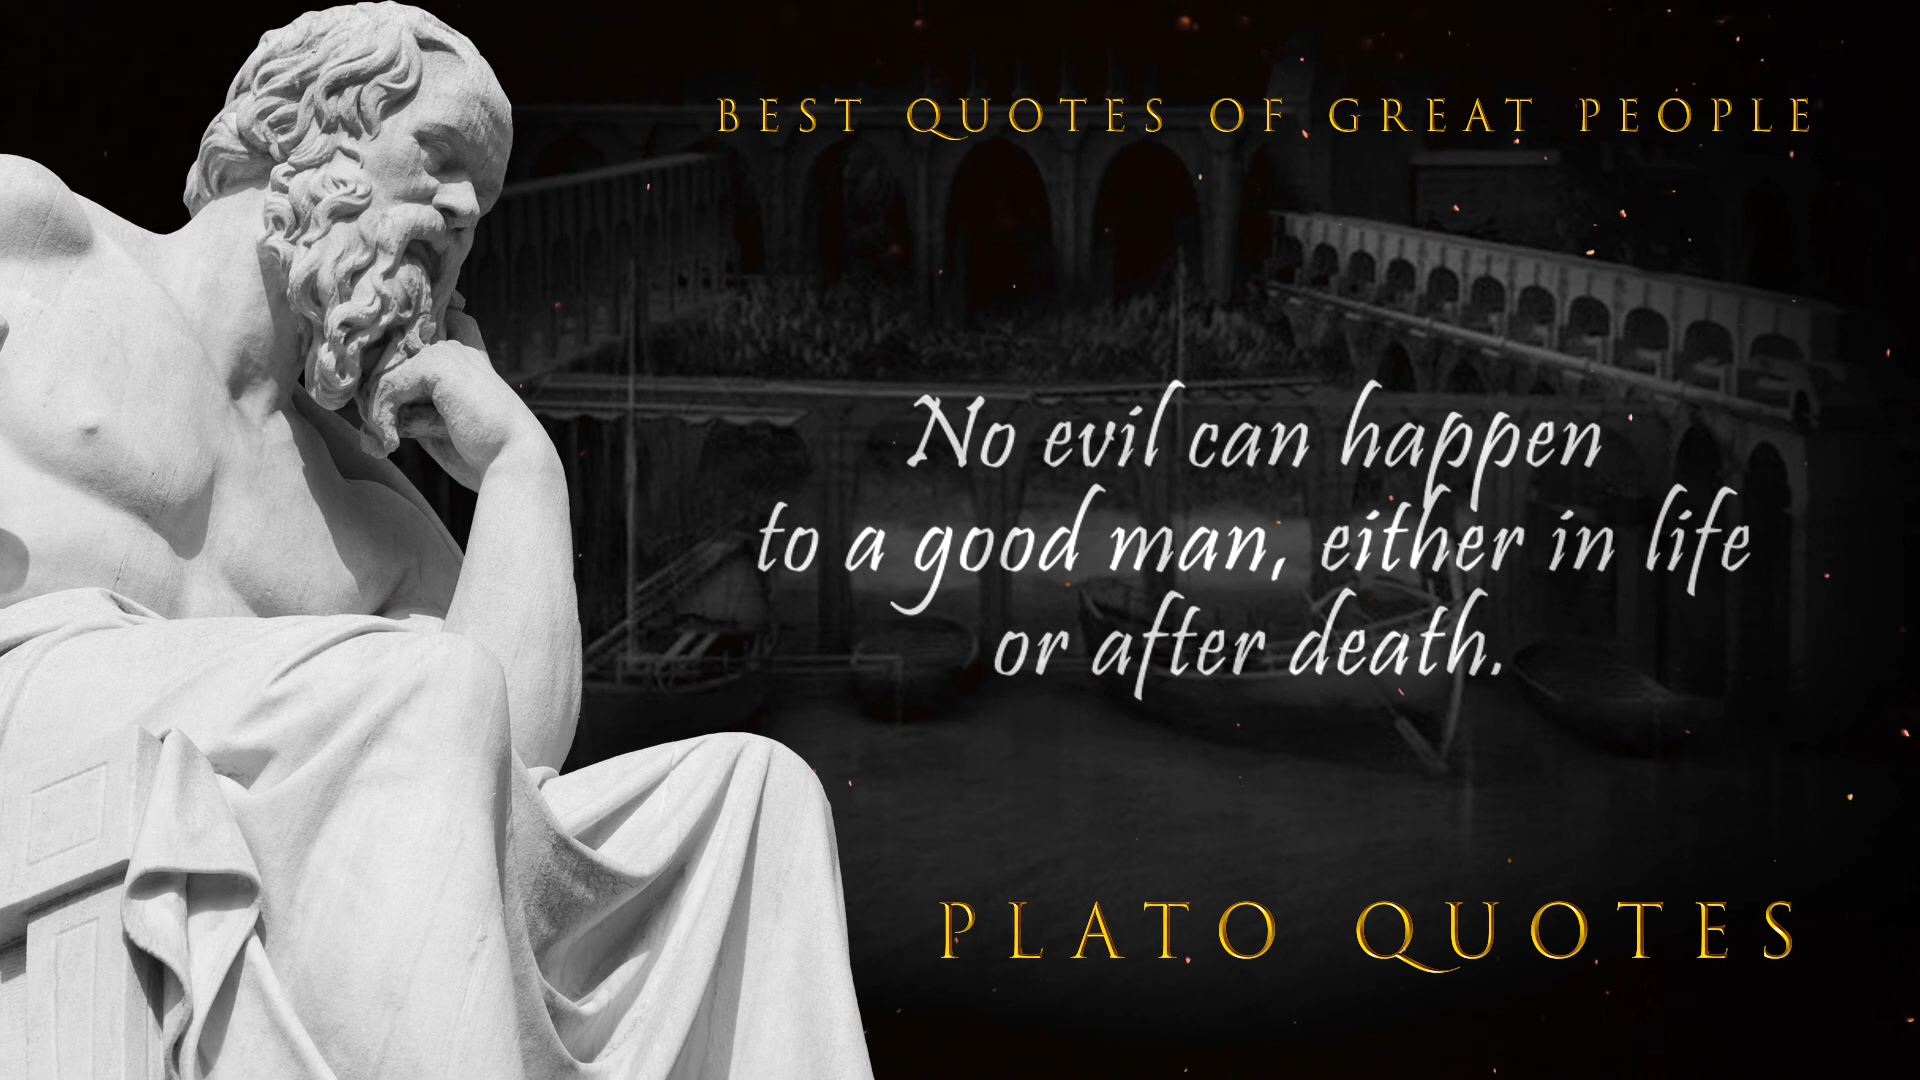 BEST QUOTES OF GREAT PEOPLE
No evil can happen
to a good man, either in life
or after death.
PLATO QUOTES